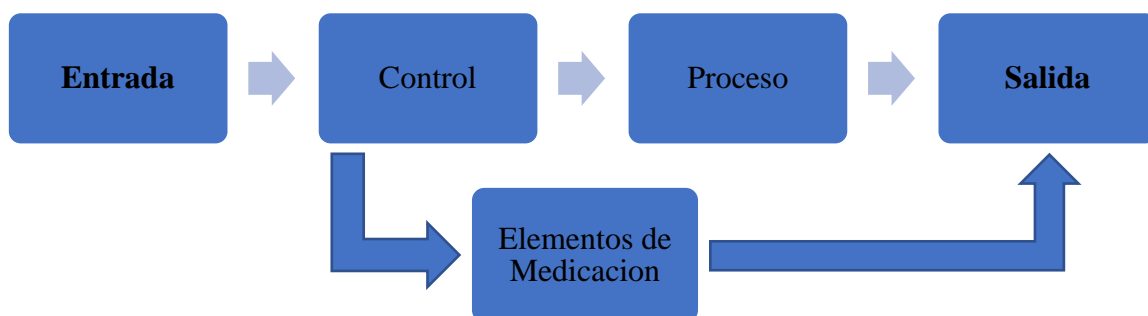 Entrada
Control
Proceso
Salida
Elementos de
Medicacion